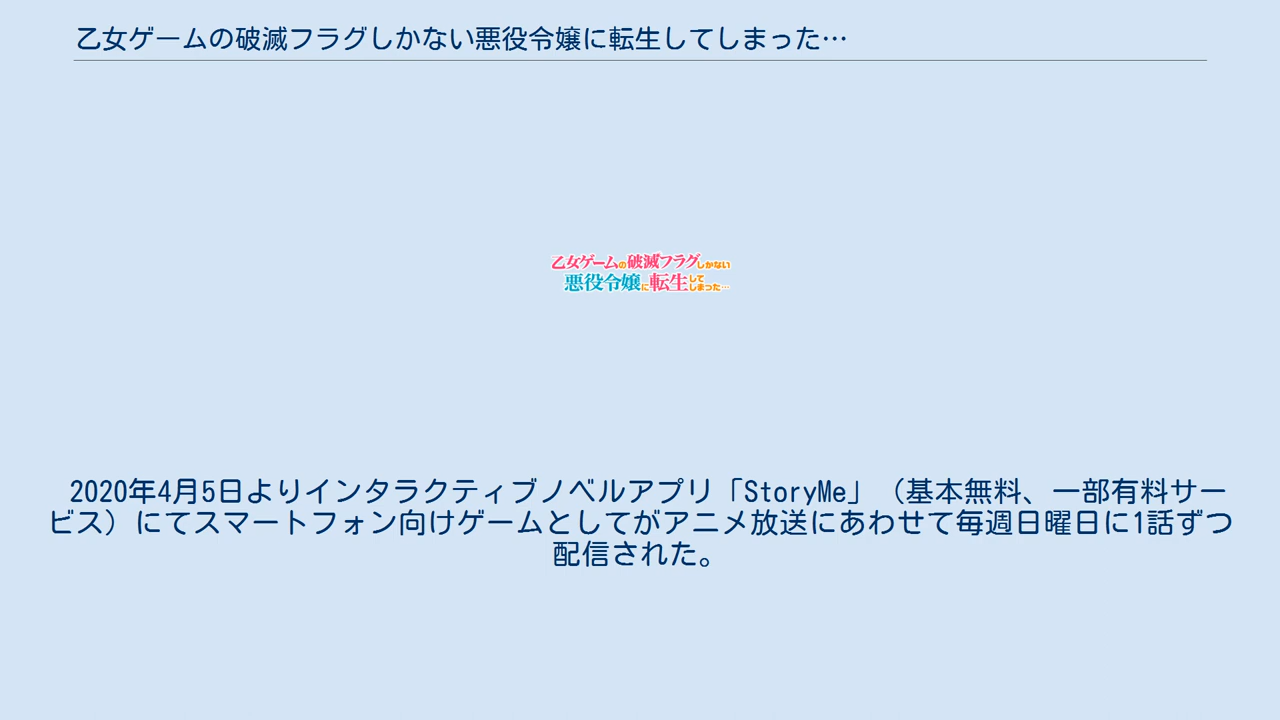 乙女ゲームの破滅フラグしかない悪役令嬢に転生してしまった…
乙女ゲームの破滅フラグしかない
悪役令嬢に転生してしまった…
2020年4月5日よりインタラクティブノベルアプリ「StoryMe」（基本無料、一部有料サー
ビス）にてスマートフォン向けゲームとしてがアニメ放送にあわせて毎週日曜日に1話ずつ
配信された。